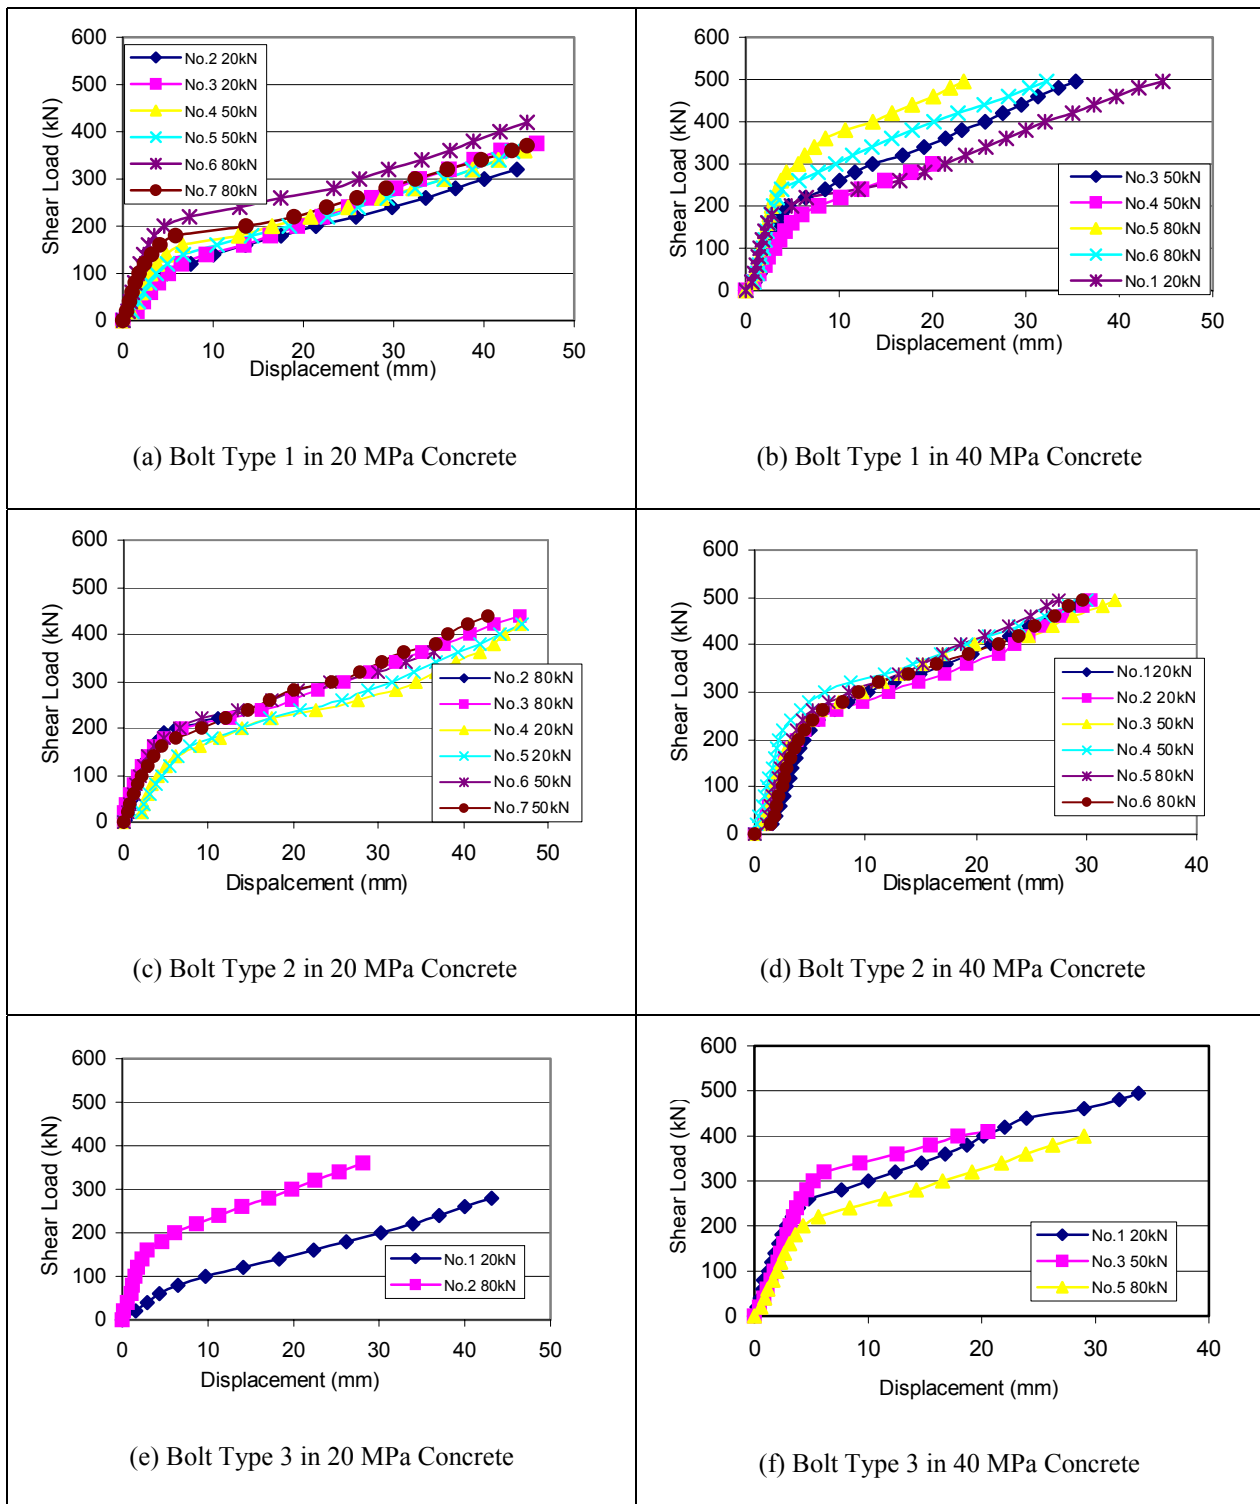 600
500
400
300
200
100
0
Shear Load (kN)
No.2 20kN
No.3 20kN
No.4 50kN
No.5 50kN
No.6 80kN
No.7 80kN
0 10 20 30 40 50
Displacement (mm)
(a) Bolt Type 1 in 20 MPa Concrete
600
500
400
300
200
100
0
Shear Load (kN)
No.3 50kN
No.4 50kN
No.5 80kN
No.6 80kN
No.1 20kN
0 10 20 30 40 50
Displacement (mm)
(b) Bolt Type 1 in 40 MPa Concrete
600
500
400
300
200
100
0
Shear Load (kN)
No.2 80kN
No.3 80kN
No.4 20kN
No.5 20kN
No.6 50kN
No.7 50kN
0 10 20 30 40 50
Dispalcement (mm)
(c) Bolt Type 2 in 20 MPa Concrete
600
500
400
300
200
100
0
Shear Load (kN)
No.120kN
No.2 20kN
No.3 50kN
No.4 50kN
No.5 80kN
No.6 80kN
0 10 20 30 40
Displacement (mm)
(d) Bolt Type 2 in 40 MPa Concrete
600
500
400
300
200
100
0
Shear Load (kN)
No.1 20kN
No.2 80kN
0 10 20 30 40 50
Displacement (mm)
(e) Bolt Type 3 in 20 MPa Concrete
600
500
400
300
200
100
0
Shear Load (kN)
No.1 20kN
No.3 50kN
No.5 80kN
0 10 20 30 40
Displacement (mm)
(f) Bolt Type 3 in 40 MPa Concrete